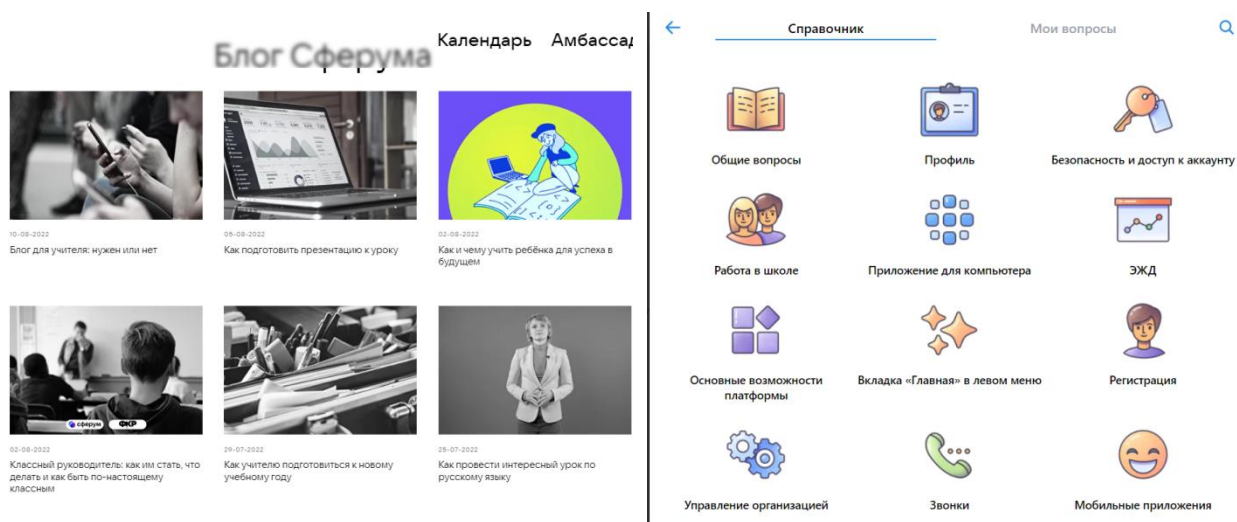 Блог Сферума
Календарь Амбассад
10-08-2022
Блог для учителя: нужен или нет
05-08-2022
Как подготовить презентацию к уроку
02-08-2022
Как и чему учить ребёнка для успеха в
будущем
сферум ФКР
02-08-2022
Классный руководитель: как им стать, что
делать и как быть по-настоящему
классным
29-07-2022
Как учителю подготовиться к новому
учебному году
25-07-2022
Как провести интересный урок по
русскому языку
Справочник
Мои вопросы
Общие вопросы
Профиль
Безопасность и доступ к аккаунту
Работа в школе
Приложение для компьютера
ЭЖД
Основные возможности
платформы
Вкладка «Главная» в левом меню
Регистрация
Управление организацией
Звонки
Мобильные приложения